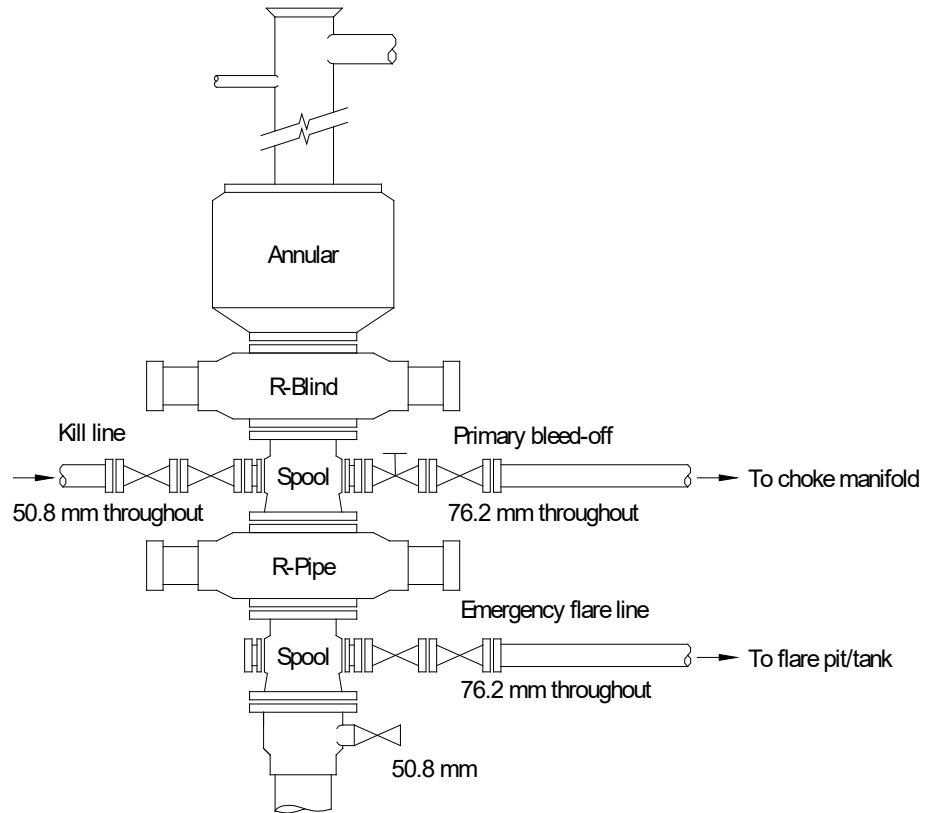 Annular
R-Blind
Kill line
Primary bleed-off
Spool
To choke manifold
50.8 mm throughout
76.2 mm throughout
R-Pipe
Emergency flare line
Spool
To flare pit/tank
76.2 mm throughout
50.8 mm